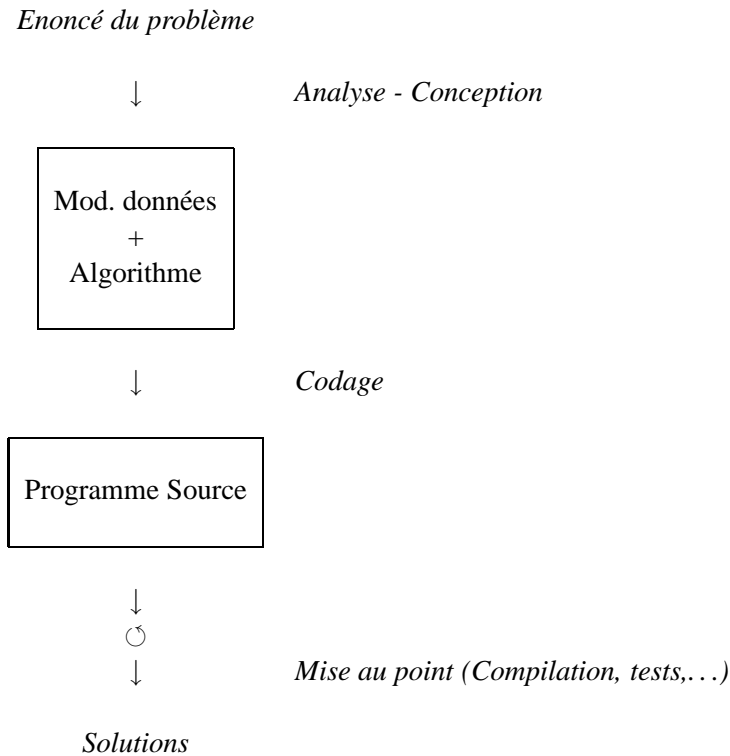 Enoncé du problème
↓ Analyse - Conception
Mod. données
+
Algorithme
↓ Codage
Programme Source
↓
↺
↓ Mise au point (Compilation, tests,...)
Solutions